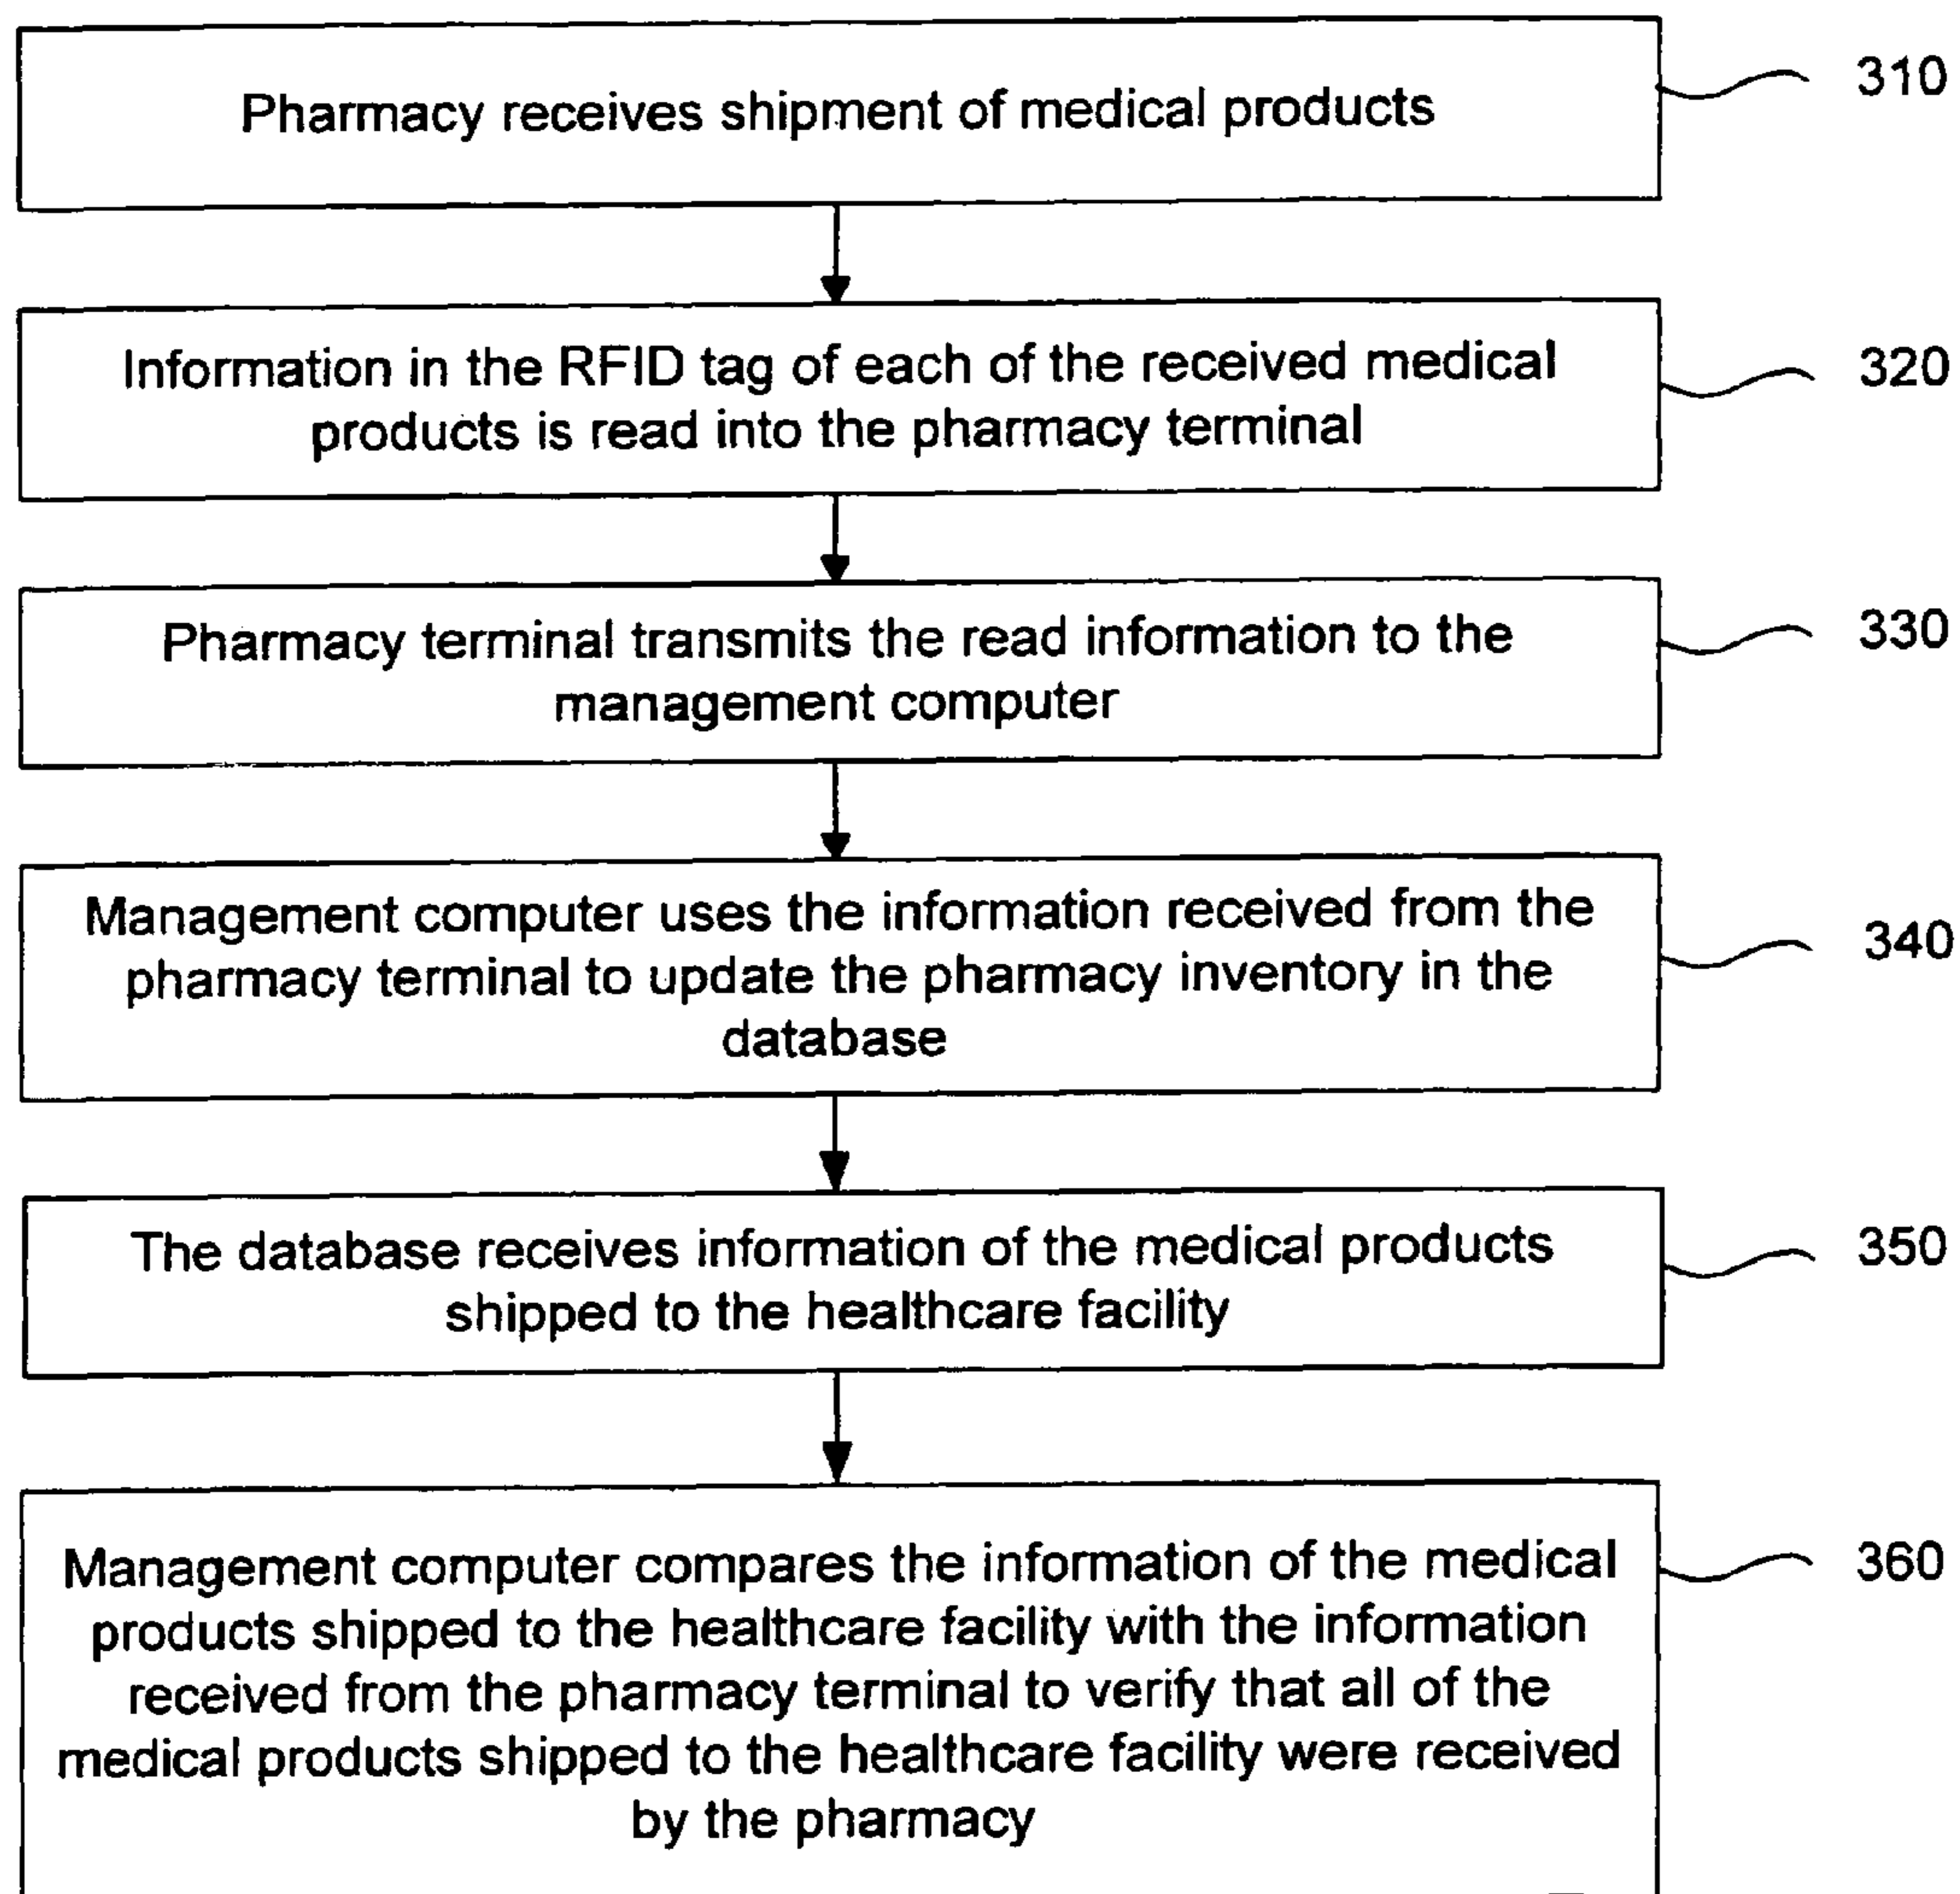 Pharmacy receives shipment of medical products
310
Information in the RFID tag of each of the received medical
products is read into the pharmacy terminal
320
Pharmacy terminal transmits the read information to the
management computer
330
Management computer uses the information received from the
pharmacy terminal to update the pharmacy inventory in the
database
340
The database receives information of the medical products
shipped to the healthcare facility
350
Management computer compares the information of the medical
products shipped to the healthcare facility with the information
received from the pharmacy terminal to verify that all of the
medical products shipped to the healthcare facility were received
by the pharmacy
360